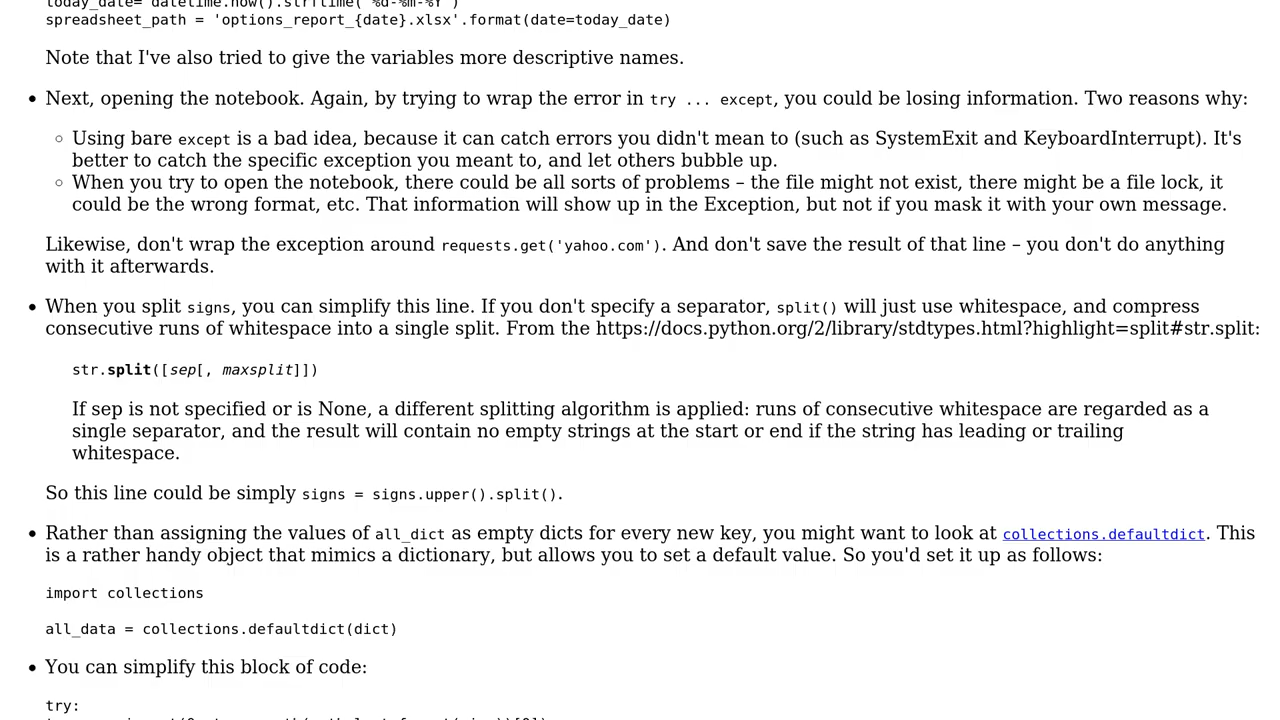 today_date= datetime.now().strftime("%d-%m-%Y")
spreadsheet_path = 'options_report_{date}.xlsx'.format(date=today_date)
Note that I've also tried to give the variables more descriptive names.
• Next, opening the notebook. Again, by trying to wrap the error in try ... except, you could be losing information. Two reasons why:
◦ Using bare except is a bad idea, because it can catch errors you didn't mean to (such as SystemExit and KeyboardInterrupt). It's
better to catch the specific exception you meant to, and let others bubble up.
◦ When you try to open the notebook, there could be all sorts of problems – the file might not exist, there might be a file lock, it
could be the wrong format, etc. That information will show up in the Exception, but not if you mask it with your own message.
Likewise, don't wrap the exception around requests.get('yahoo.com'). And don't save the result of that line – you don't do anything
with it afterwards.
• When you split signs, you can simplify this line. If you don't specify a separator, split() will just use whitespace, and compress
consecutive runs of whitespace into a single split. From the https://docs.python.org/2/library/stdtypes.html?highlight=split#str.split:
str.split([sep[, maxsplit]])
If sep is not specified or is None, a different splitting algorithm is applied: runs of consecutive whitespace are regarded as a
single separator, and the result will contain no empty strings at the start or end if the string has leading or trailing
whitespace.
So this line could be simply signs = signs.upper().split().
• Rather than assigning the values of all_dict as empty dicts for every new key, you might want to look at collections.defaultdict. This
is a rather handy object that mimics a dictionary, but allows you to set a default value. So you'd set it up as follows:
import collections
all_data = collections.defaultdict(dict)
• You can simplify this block of code:
try: